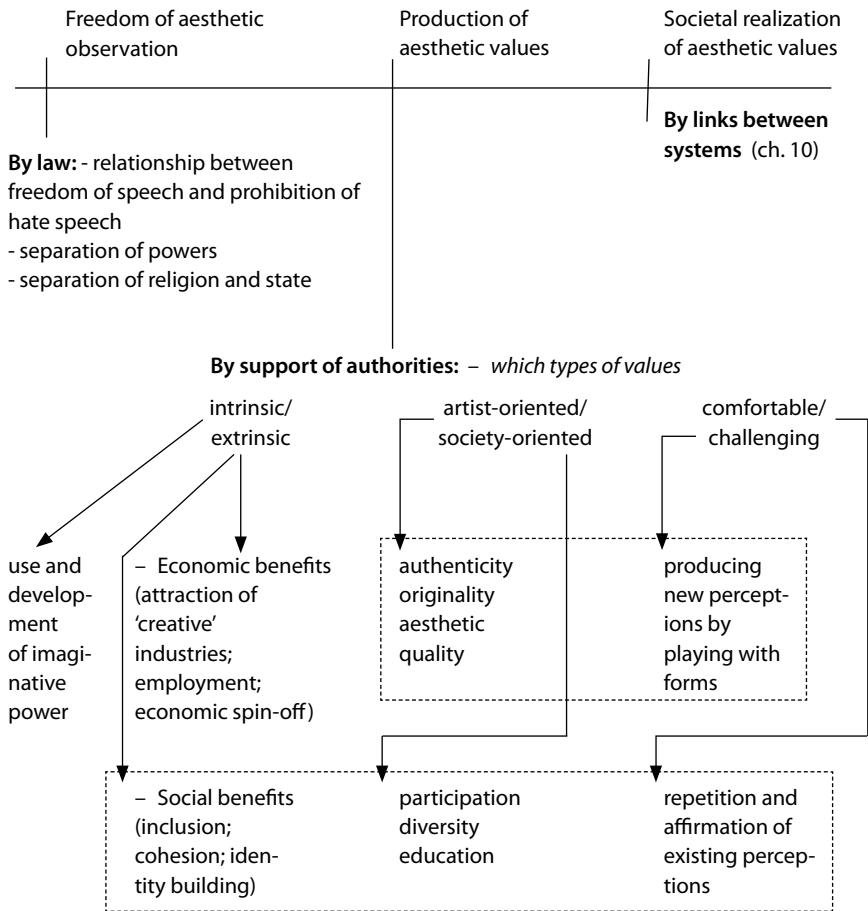 Freedom of aesthetic
observation
Production of
aesthetic values
Societal realization
of aesthetic values
By links between
systems (ch. 10)
By law: - relationship between
freedom of speech and prohibition of
hate speech
- separation of powers
- separation of religion and state
By support of authorities: – which types of values
intrinsic/
extrinsic
artist-oriented/
society-oriented
comfortable/
challenging
use and
develop-
ment
of imagi-
native
power
– Economic benefits
(attraction of
‘creative’
industries;
employment;
economic spin-off)
authenticity
originality
aesthetic
quality
producing
new percept-
ions by
playing with
forms
– Social benefits
(inclusion;
cohesion; iden-
tity building)
participation
diversity
education
repetition and
affirmation of
existing percep-
tions